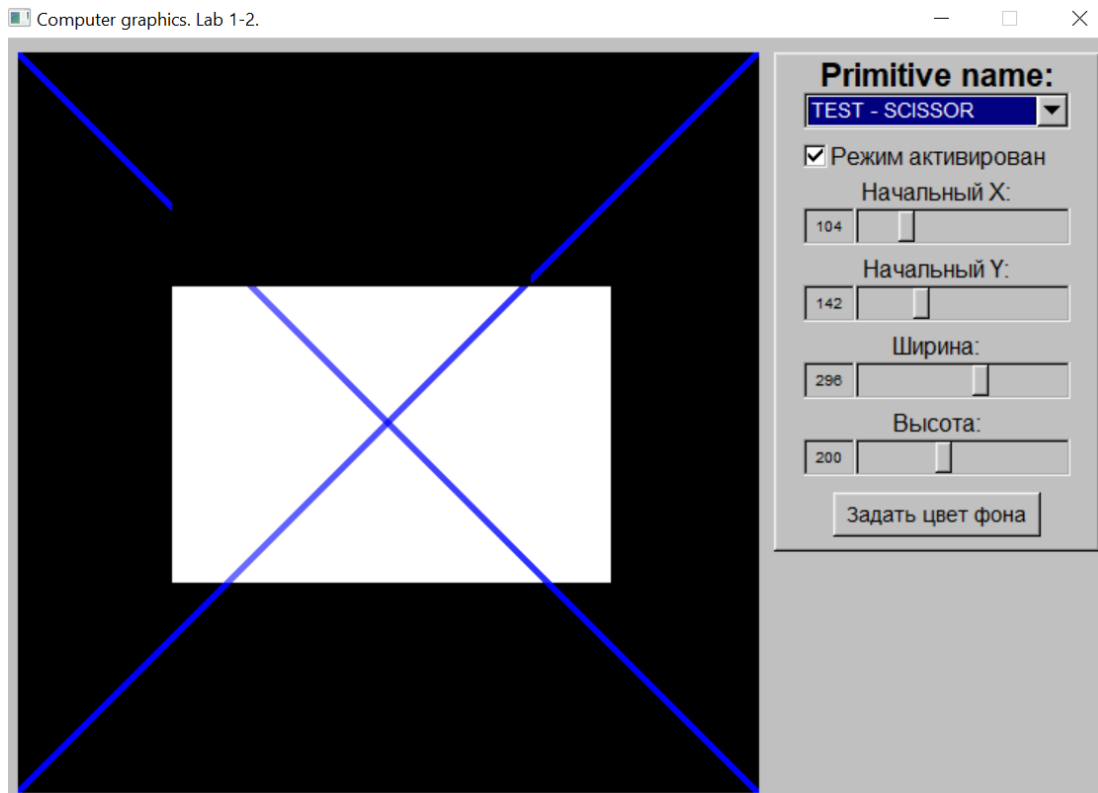 Computer graphics. Lab 1-2.
Primitive name:
TEST - SCISSOR
Режим активирован
Начальный X:
104
Начальный Y:
142
Ширина:
296
Высота:
200
Задать цвет фона